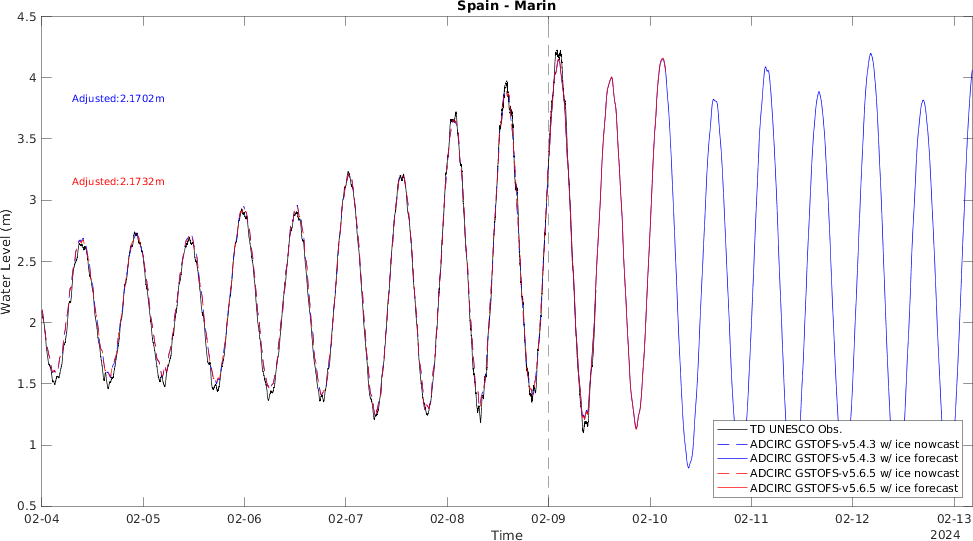 Spain - Marin
4.5
4
3.5
3
2.5
2
1.5
1
0.5
Water Level (m)
Adjusted:2.1702m
Adjusted:2.1732m
TD UNESCO Obs.
ADCIRC GSTOFS-v5.4.3 w/ ice nowcast
ADCIRC GSTOFS-v5.4.3 w/ ice forecast
ADCIRC GSTOFS-v5.6.5 w/ ice nowcast
ADCIRC GSTOFS-v5.6.5 w/ ice forecast
02-04 02-05 02-06 02-07 02-08 02-09 02-10 02-11 02-12 02-13
2024
Time